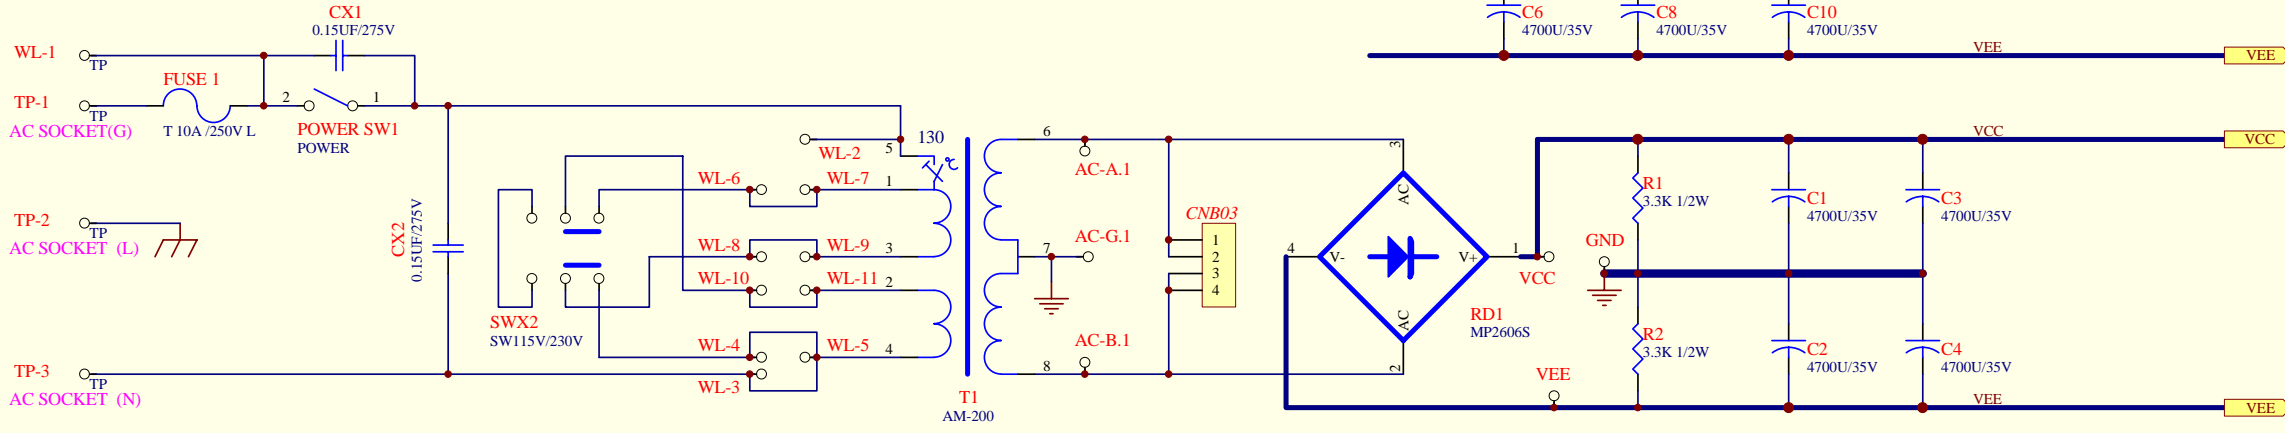 CX1
0.15UF/275V
WL-1
TP
FUSE 1
T 10A /250V L
TP-1
TP
AC SOCKET(G)
2
1
POWER SW1
POWER
TP-2
TP
AC SOCKET (L)
CX2
0.15UF/275V
TP-3
TP
AC SOCKET (N)
SWX2
SW115V/230V
WL-2
WL-6
WL-7
WL-8
WL-9
WL-10
WL-11
WL-4
WL-5
WL-3
130
°C
5
1
3
2
4
T1
AM-200
6
7
8
AC-A.1
AC-G.1
AC-B.1
CNB03
1
2
3
4
3
AC
4
V-
V+
1
AC
2
RD1
MP2606S
VCC
C6
4700U/35V
C8
4700U/35V
C10
4700U/35V
VEE
VEE
VCC
VCC
R1
3.3K 1/2W
C1
4700U/35V
C3
4700U/35V
GND
R2
3.3K 1/2W
C2
4700U/35V
C4
4700U/35V
VEE
VEE
VEE